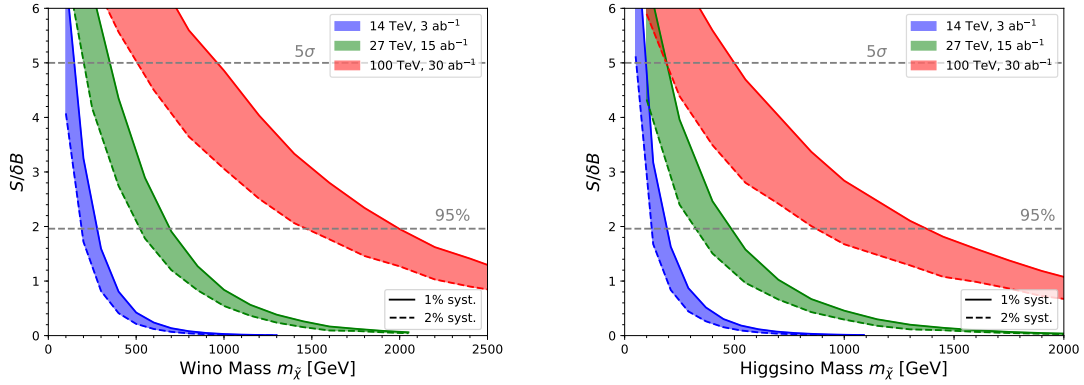 6
5
4
3
2
1
0
S/δB
14 TeV, 3 ab⁻¹
27 TeV, 15 ab⁻¹
100 TeV, 30 ab⁻¹
5σ
95%
1% syst.
2% syst.
0 500 1000 1500 2000 2500
Wino Mass m_χ̃ [GeV]
6
5
4
3
2
1
0
S/δB
14 TeV, 3 ab⁻¹
27 TeV, 15 ab⁻¹
100 TeV, 30 ab⁻¹
5σ
95%
1% syst.
2% syst.
0 500 1000 1500 2000
Higgsino Mass m_χ̃ [GeV]